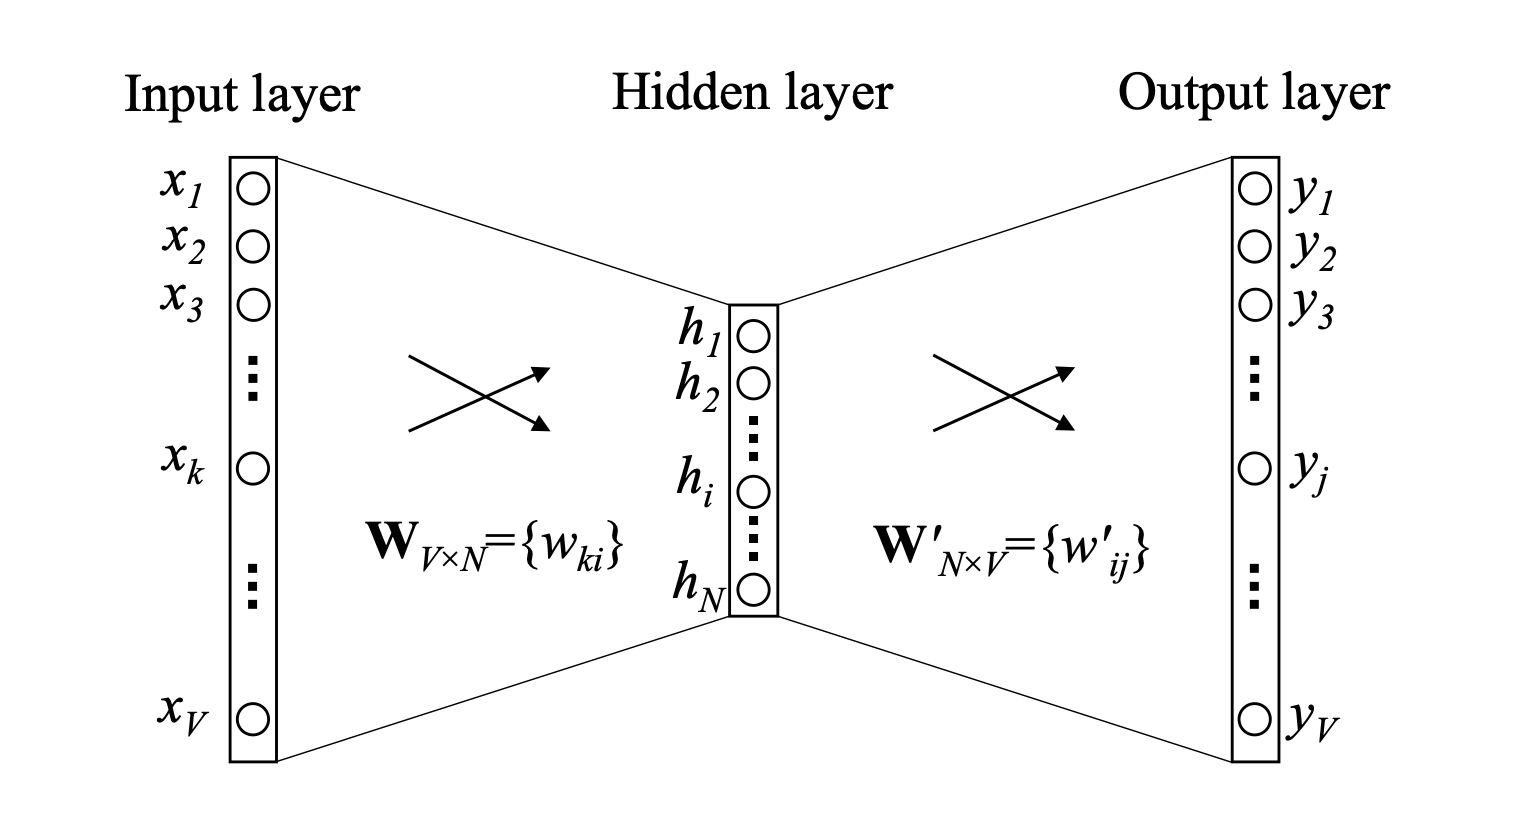 Input layer Hidden layer Output layer
x1 y1
x2 y2
x3 y3
h1
h2
xk hi yj
W V×N={wki} W'N×V={w'ij}
hN
xV yV